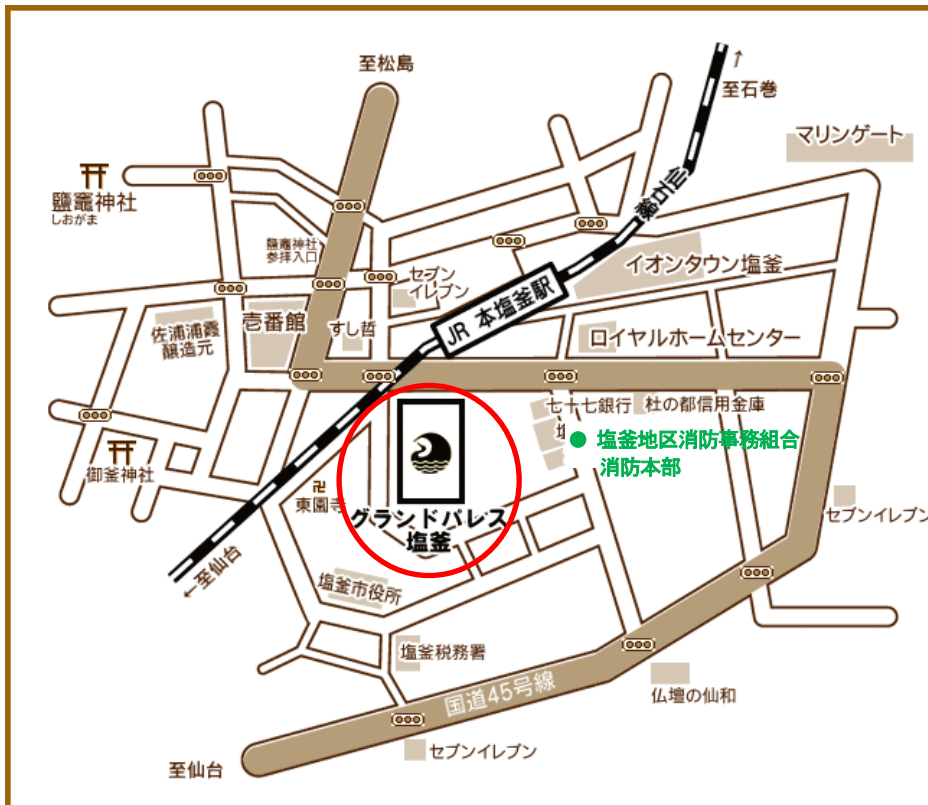 至松島
↑
至石巻
マリンゲート
鹽竈神社
しおがま
仙石線
鹽竈神社
参拝入口
セブン
イレブン
イオンタウン塩釜
JR 本塩釜駅
佐浦浦霞
醸造元
壱番館
すし哲
ロイヤルホームセンター
七十七銀行
杜の都信用金庫
● 塩釜地区消防事務組合
消防本部
御釜神社
卍
東園寺
グランドパレス
塩釜
セブンイレブン
←至仙台
塩釜市役所
塩釜税務署
国道45号線
仏壇の仙和
セブンイレブン
至仙台